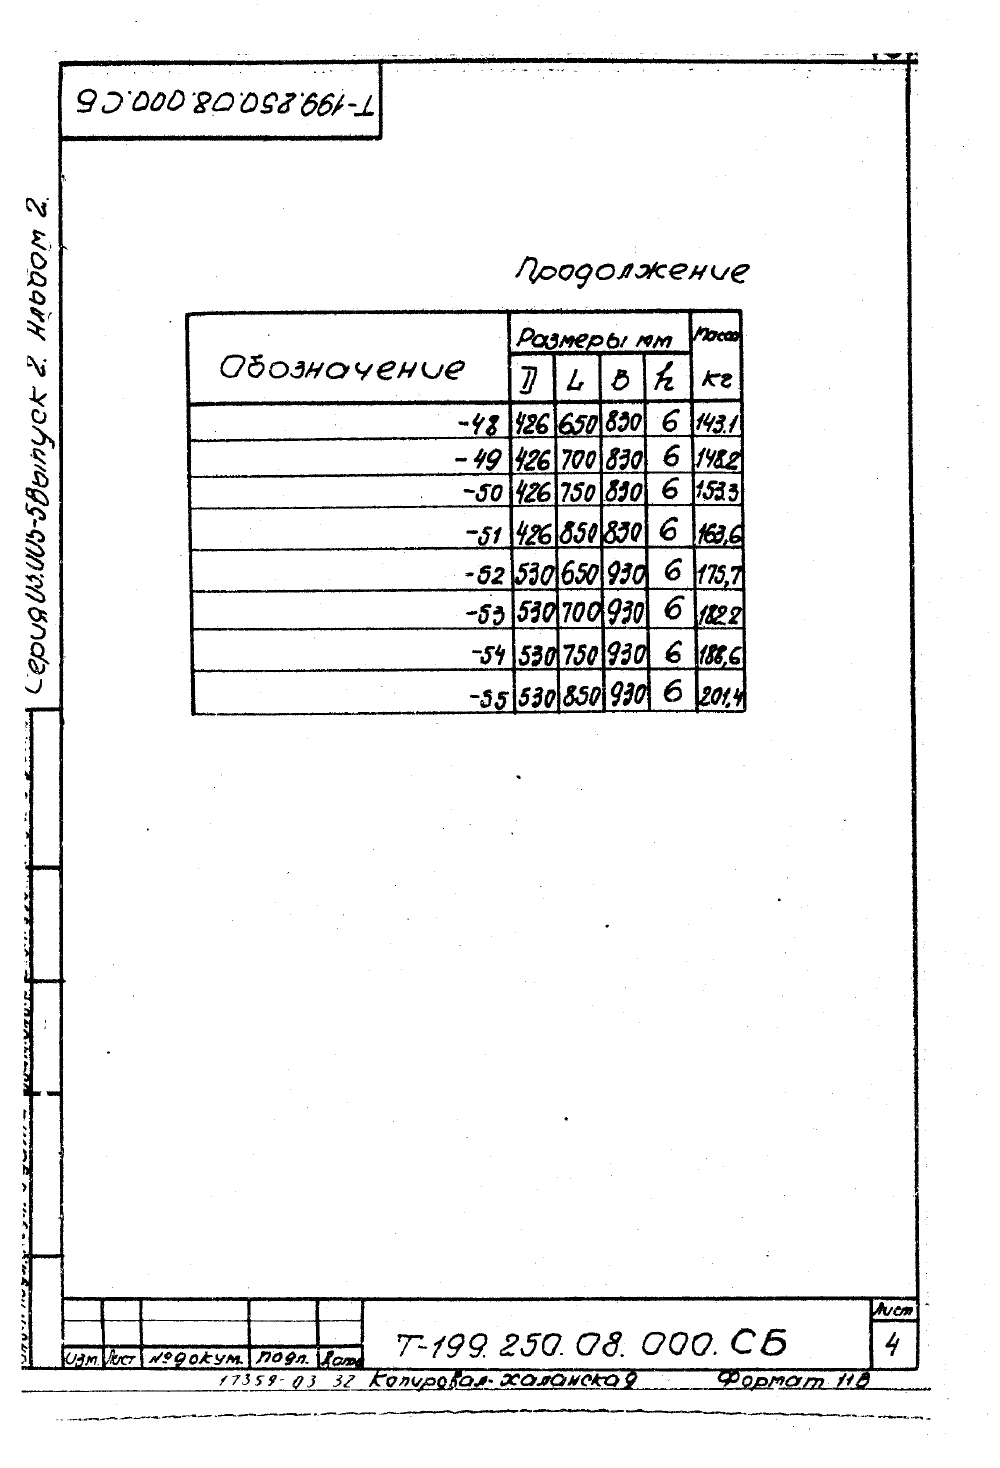 Т-199.250.08.000.СБ
Серия У3.005-5 Выпуск 2. Альбом 2.
Продолжение
Обозначение Размеры мм Масса кг
D L B h
-48 426 650 830 6 143.1
-49 426 700 830 6 148.2
-50 426 750 830 6 153.3
-51 426 850 830 6 163,6
-52 530 650 930 6 175,7
-53 530 700 930 6 182.2
-54 530 750 930 6 188,6
-55 530 850 930 6 201,4
Изм. Лист № докум. Подп. Дата
Т-199.250.08.000.СБ
Лист
4
17359-03 32 Копировал- Формат 11В